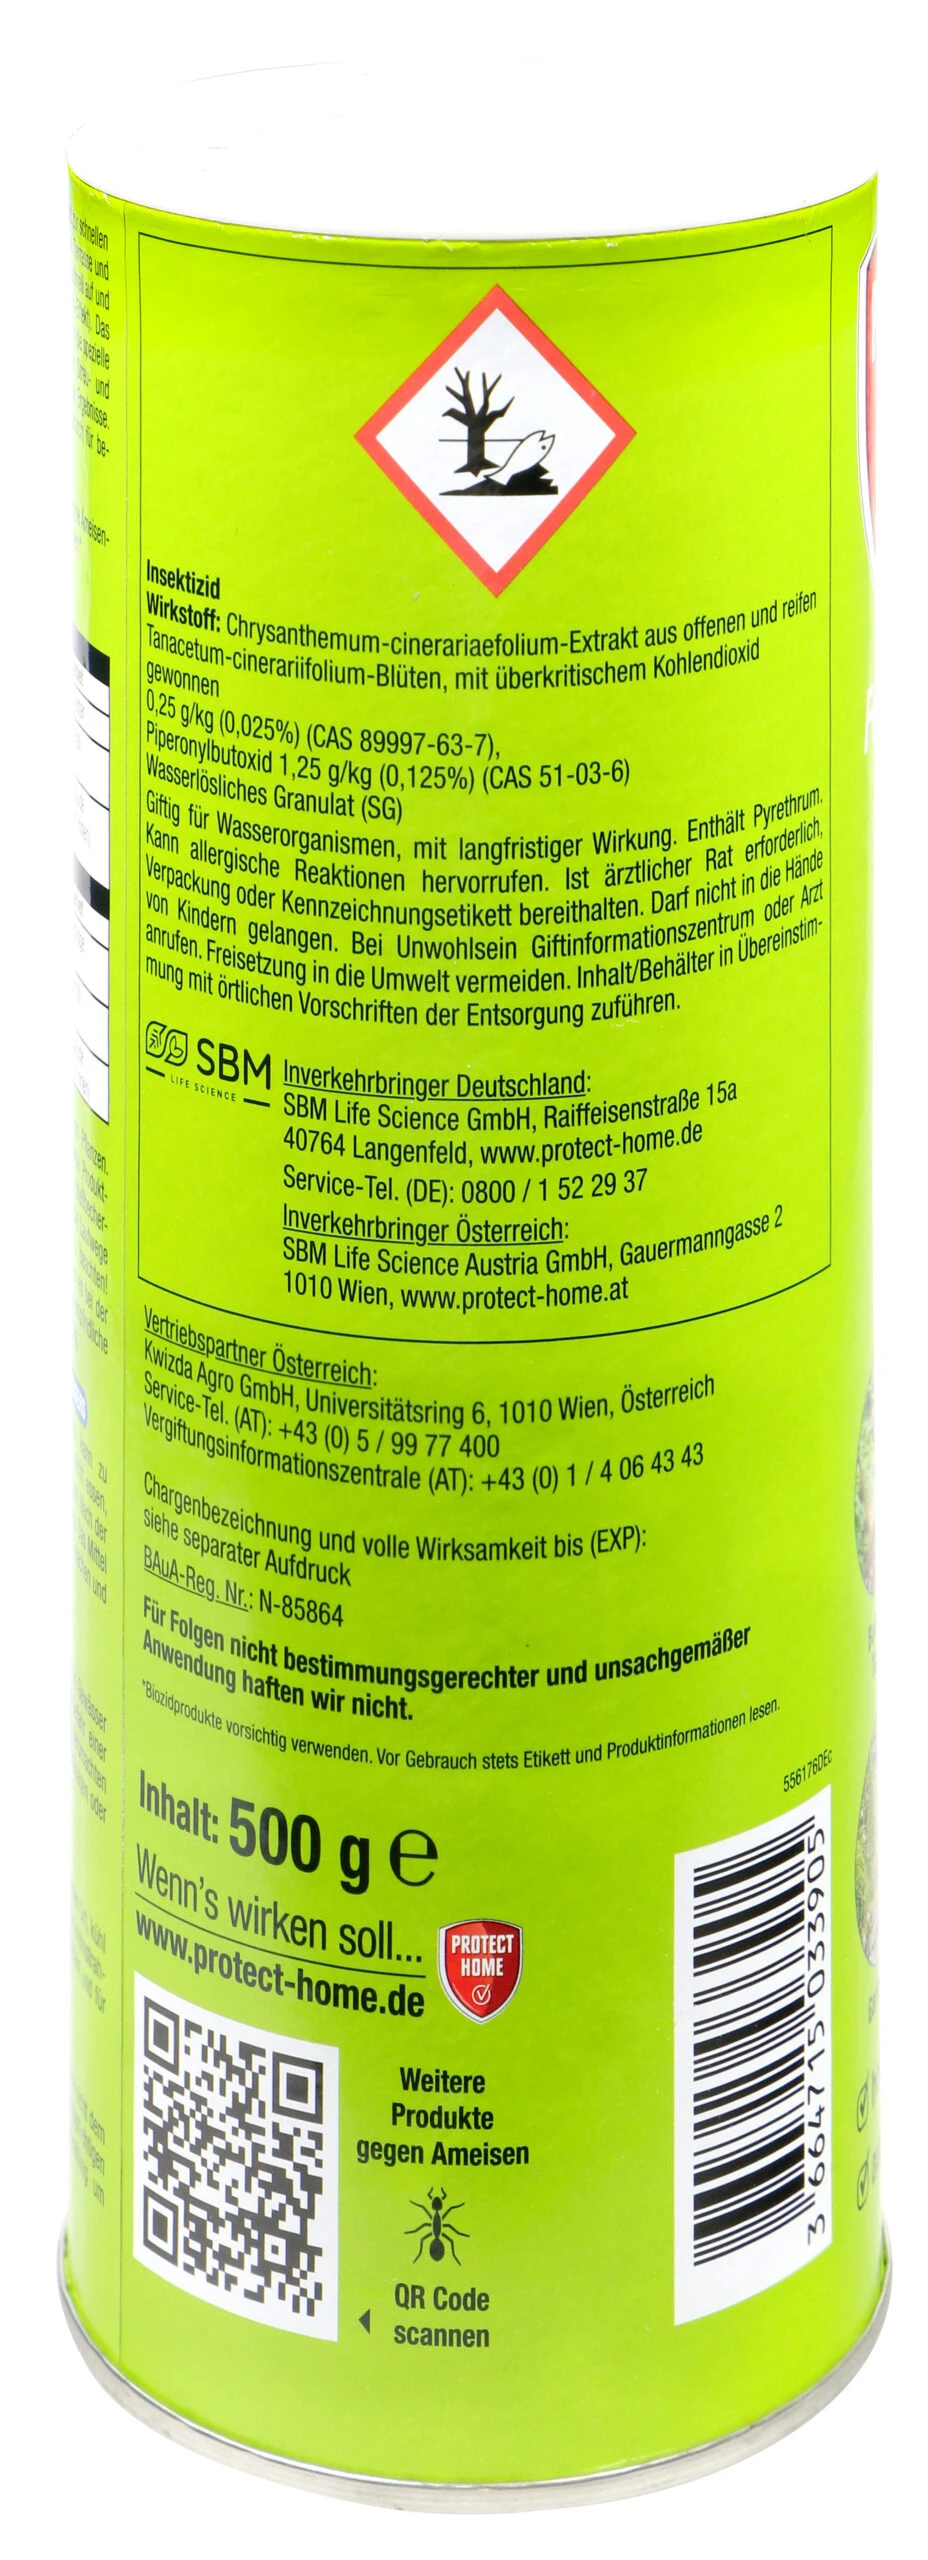 Insektizid
Wirkstoff: Chrysanthemum-cinerariaefolium-Extrakt aus offenen und reifen
Tanacetum-cinerariifolium-Blüten, mit überkritischem Kohlendioxid
gewonnen
0,25 g/kg (0,025%) (CAS 89997-63-7),
Piperonylbutoxid 1,25 g/kg (0,125%) (CAS 51-03-6)
Wasserlösliches Granulat (SG)
Giftig für Wasserorganismen, mit langfristiger Wirkung. Enthält Pyrethrum.
Kann allergische Reaktionen hervorrufen. Ist ärztlicher Rat erforderlich,
Verpackung oder Kennzeichnungsetikett bereithalten. Darf nicht in die Hände
von Kindern gelangen. Bei Unwohlsein Giftinformationszentrum oder Arzt
anrufen. Freisetzung in die Umwelt vermeiden. Inhalt/Behälter in Übereinstim-
mung mit örtlichen Vorschriften der Entsorgung zuführen.
SBM
LIFE SCIENCE
Inverkehrbringer Deutschland:
SBM Life Science GmbH, Raiffeisenstraße 15a
40764 Langenfeld, www.protect-home.de
Service-Tel. (DE): 0800 / 1 52 29 37
Inverkehrbringer Österreich:
SBM Life Science Austria GmbH, Gauermanngasse 2
1010 Wien, www.protect-home.at
Vertriebspartner Österreich:
Kwizda Agro GmbH, Universitätsring 6, 1010 Wien, Österreich
Service-Tel. (AT): +43 (0) 5 / 99 77 400
Vergiftungsinformationszentrale (AT): +43 (0) 1 / 4 06 43 43
Chargenbezeichnung und volle Wirksamkeit bis (EXP):
siehe separater Aufdruck
BAuA-Reg. Nr.: N-85864
Für Folgen nicht bestimmungsgerechter und unsachgemäßer
Anwendung haften wir nicht.
*Biozidprodukte vorsichtig verwenden. Vor Gebrauch stets Etikett und Produktinformationen lesen.
556176DEc
Inhalt: 500 g e
Wenn's wirken soll...
www.protect-home.de
PROTECT
HOME
Weitere
Produkte
gegen Ameisen
QR Code
scannen
3 664715 033905